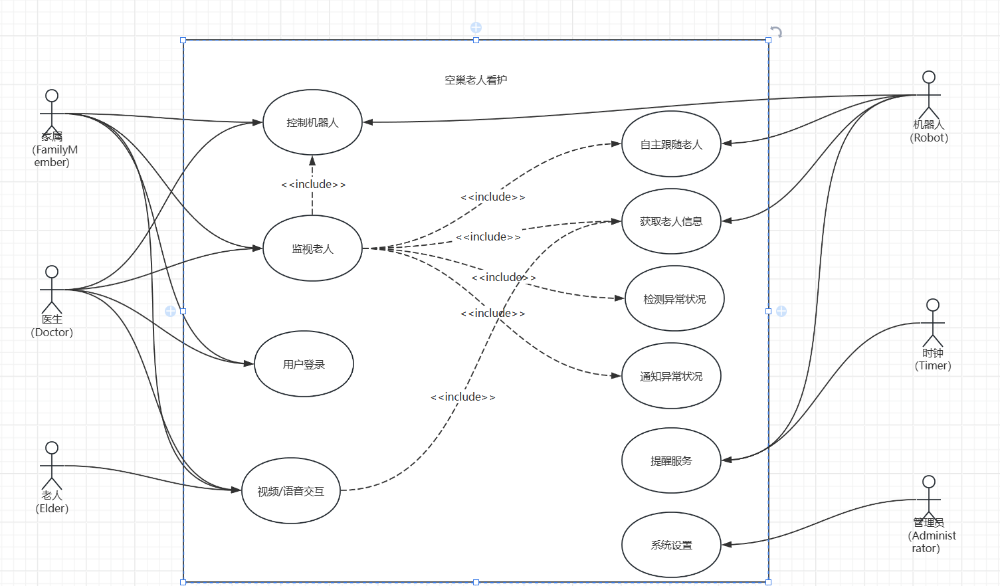 空巢老人看护
家属
(FamilyM
ember)
医生
(Doctor)
老人
(Elder)
控制机器人
<<include>>
监视老人
用户登录
视频/语音交互
<<include>>
<<include>>
<<include>>
<<include>>
<<include>>
自主跟随老人
获取老人信息
检测异常状况
通知异常状况
提醒服务
系统设置
机器人
(Robot)
时钟
(Timer)
管理员
(Administ
rator)